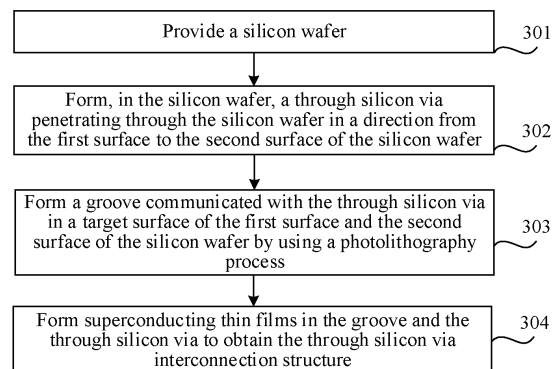 Provide a silicon wafer
301
Form, in the silicon wafer, a through silicon via
penetrating through the silicon wafer in a direction from
the first surface to the second surface of the silicon wafer
302
Form a groove communicated with the through silicon via
in a target surface of the first surface and the second
surface of the silicon wafer by using a photolithography
process
303
Form superconducting thin films in the groove and the
through silicon via to obtain the through silicon via
interconnection structure
304